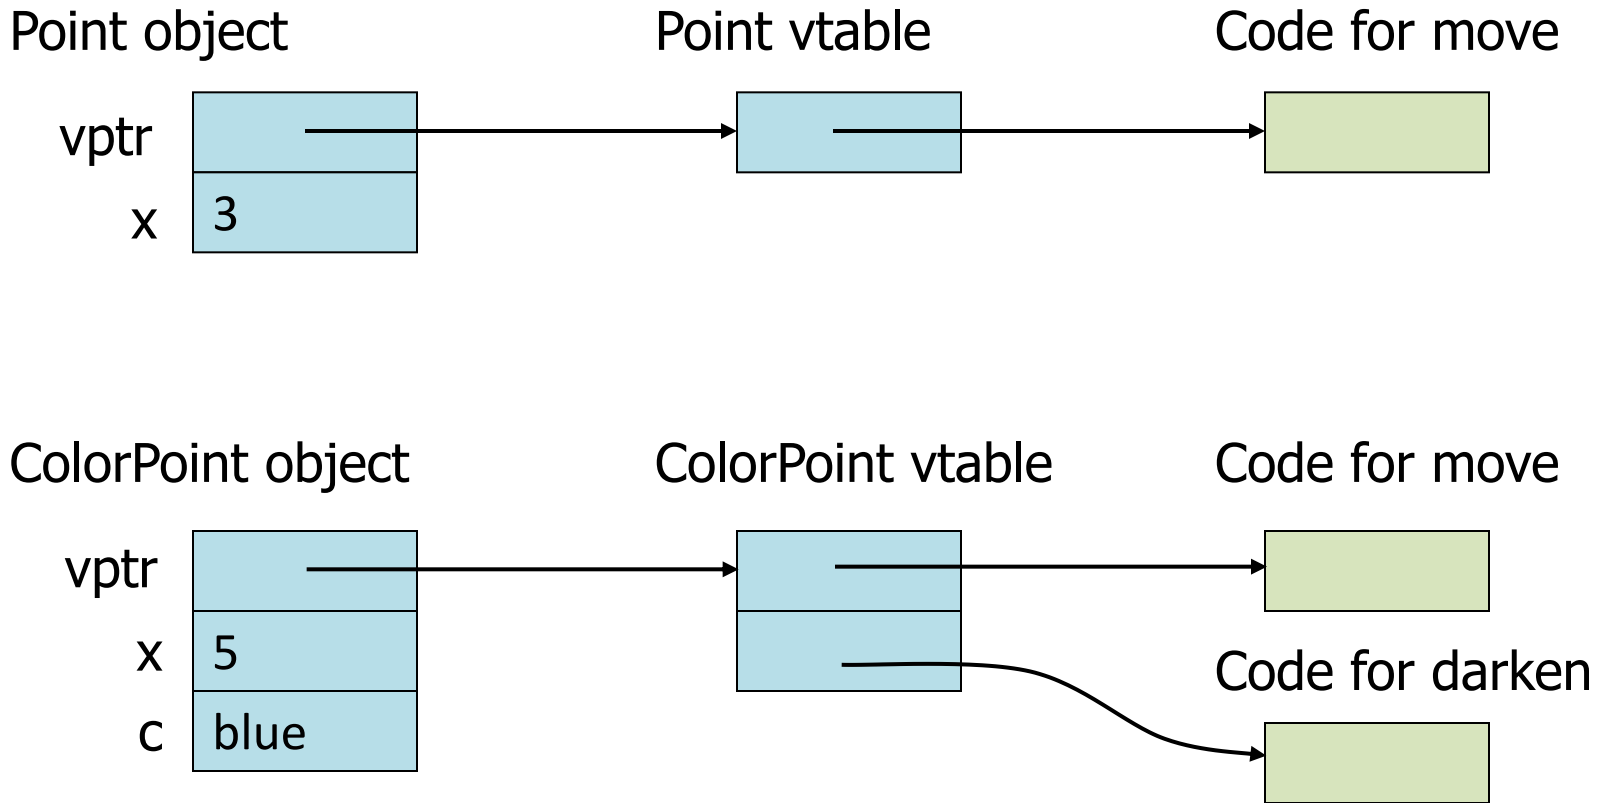 Point object
Point vtable
Code for move
vptr
x
3
ColorPoint object
ColorPoint vtable
Code for move
vptr
x
5
Code for darken
c
blue